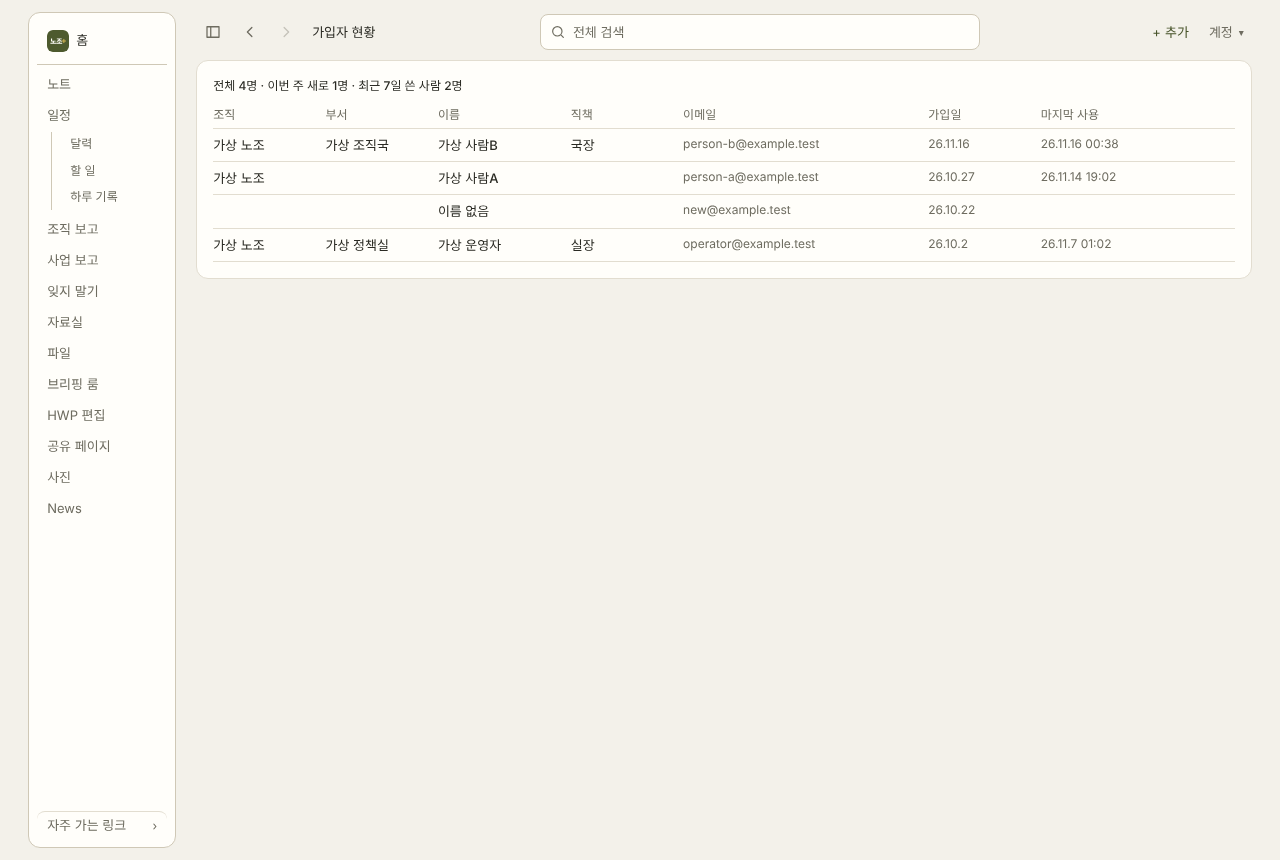 노조+ 홈
노트
일정
달력
할 일
하루 기록
조직 보고
사업 보고
잊지 말기
자료실
파일
브리핑 룸
HWP 편집
공유 페이지
사진
News
자주 가는 링크 ›
가입자 현황
전체 검색
+ 추가
계정 ▾
전체 4명 · 이번 주 새로 1명 · 최근 7일 쓴 사람 2명
조직 부서 이름 직책 이메일 가입일 마지막 사용
가상 노조 가상 조직국 가상 사람B 국장 person-b@example.test 26.11.16 26.11.16 00:38
가상 노조 가상 사람A person-a@example.test 26.10.27 26.11.14 19:02
이름 없음 new@example.test 26.10.22
가상 노조 가상 정책실 가상 운영자 실장 operator@example.test 26.10.2 26.11.7 01:02